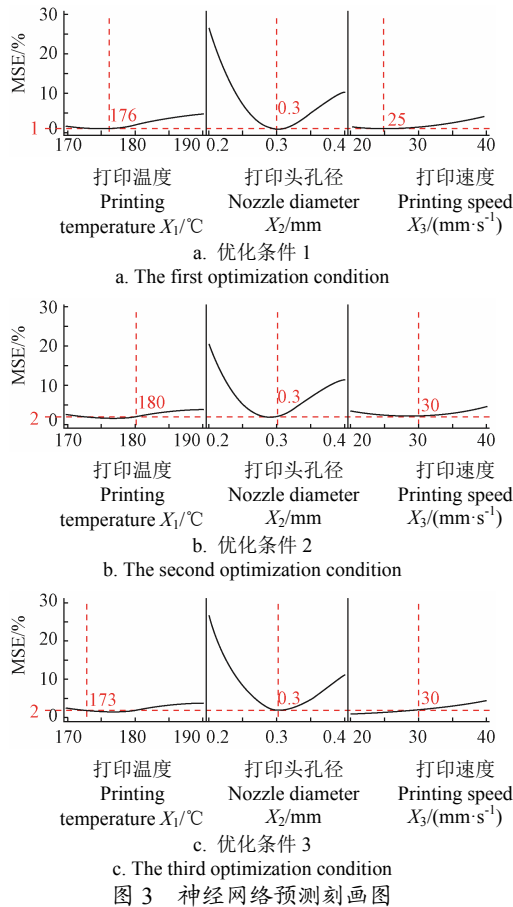 30
20
10
1
0
MSE/%
176
0.3
25
170 180 190 0.2 0.3 0.4 20 30 40
打印温度 打印头孔径 打印速度
Printing Nozzle diameter Printing speed
temperature X₁/℃ X₂/mm X₃/(mm·s⁻¹)
a. 优化条件 1
a. The first optimization condition
30
20
10
2
0
MSE/%
180
0.3
30
170 180 190 0.2 0.3 0.4 20 30 40
打印温度 打印头孔径 打印速度
Printing Nozzle diameter Printing speed
temperature X₁/℃ X₂/mm X₃/(mm·s⁻¹)
b. 优化条件 2
b. The second optimization condition
30
20
10
2
0
MSE/%
173
0.3
30
170 180 190 0.2 0.3 0.4 20 30 40
打印温度 打印头孔径 打印速度
Printing Nozzle diameter Printing speed
temperature X₁/℃ X₂/mm X₃/(mm·s⁻¹)
c. 优化条件 3
c. The third optimization condition
图 3 神经网络预测刻画图